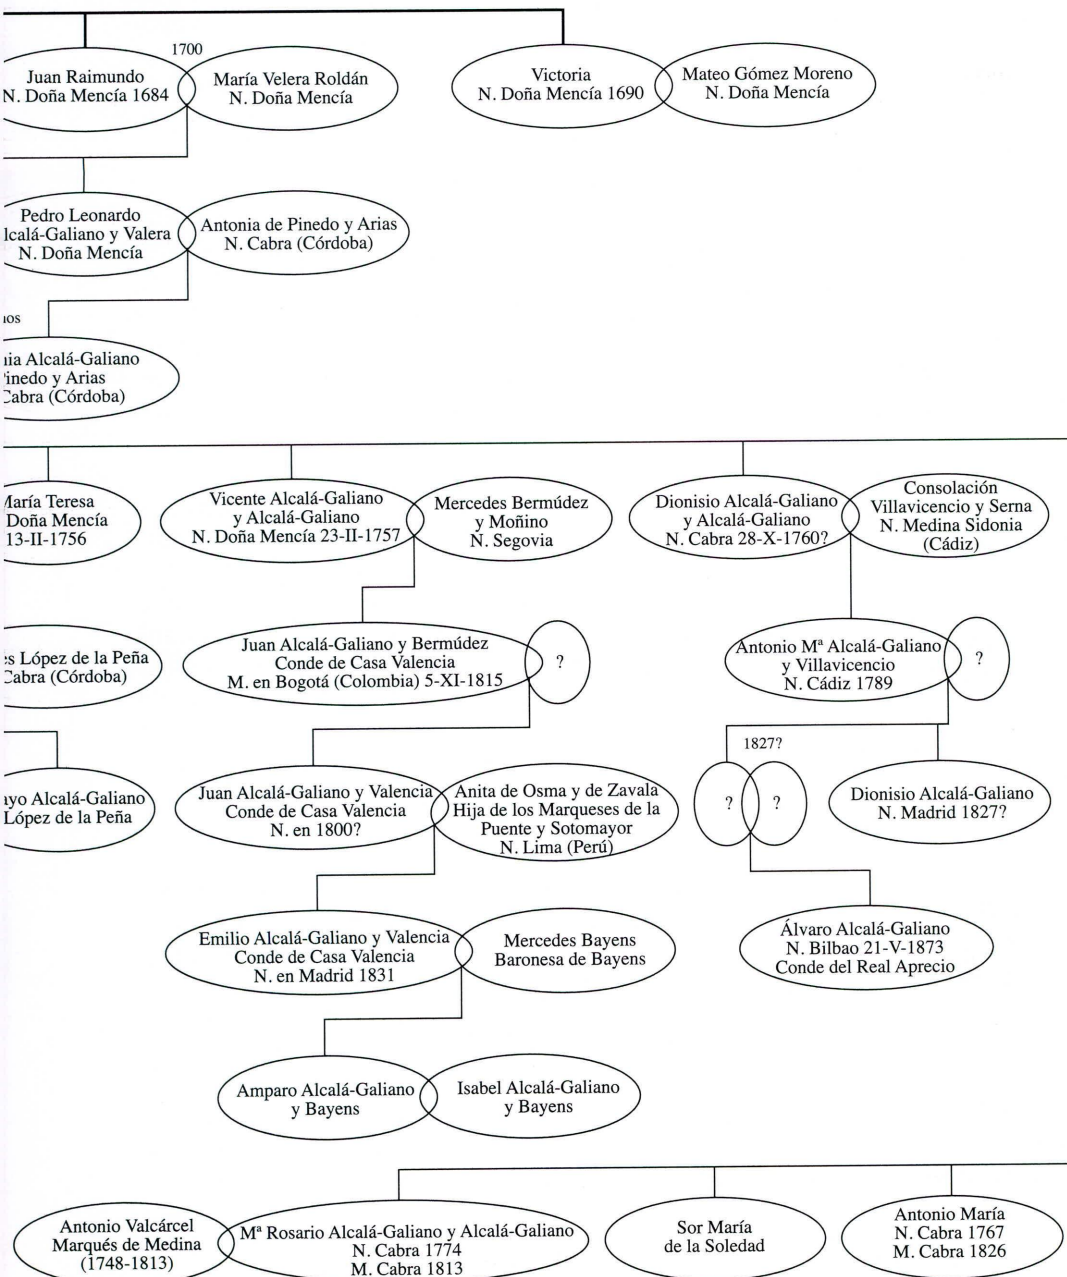 1700
Juan Raimundo
N. Doña Mencía 1684
María Velera Roldán
N. Doña Mencía
Victoria
N. Doña Mencía 1690
Mateo Gómez Moreno
N. Doña Mencía
Pedro Leonardo
lcalá-Galiano y Valera
N. Doña Mencía
Antonia de Pinedo y Arias
N. Cabra (Córdoba)
nos
nia Alcalá-Galiano
Pinedo y Arias
Cabra (Córdoba)
María Teresa
Doña Mencía
13-II-1756
Vicente Alcalá-Galiano
y Alcalá-Galiano
N. Doña Mencía 23-II-1757
Mercedes Bermúdez
y Moñino
N. Segovia
Dionisio Alcalá-Galiano
y Alcalá-Galiano
N. Cabra 28-X-1760?
Consolación
Villavicencio y Serna
N. Medina Sidonia
(Cádiz)
es López de la Peña
Cabra (Córdoba)
Juan Alcalá-Galiano y Bermúdez
Conde de Casa Valencia
M. en Bogotá (Colombia) 5-XI-1815
?
Antonio Mª Alcalá-Galiano
y Villavicencio
N. Cádiz 1789
?
1827?
ayo Alcalá-Galiano
López de la Peña
Juan Alcalá-Galiano y Valencia
Conde de Casa Valencia
N. en 1800?
Anita de Osma y de Zavala
Hija de los Marqueses de la
Puente y Sotomayor
N. Lima (Perú)
?
?
Dionisio Alcalá-Galiano
N. Madrid 1827?
Emilio Alcalá-Galiano y Valencia
Conde de Casa Valencia
N. en Madrid 1831
Mercedes Bayens
Baronesa de Bayens
Álvaro Alcalá-Galiano
N. Bilbao 21-V-1873
Conde del Real Aprecio
Amparo Alcalá-Galiano
y Bayens
Isabel Alcalá-Galiano
y Bayens
Antonio Valcárcel
Marqués de Medina
(1748-1813)
Mª Rosario Alcalá-Galiano y Alcalá-Galiano
N. Cabra 1774
M. Cabra 1813
Sor María
de la Soledad
Antonio María
N. Cabra 1767
M. Cabra 1826